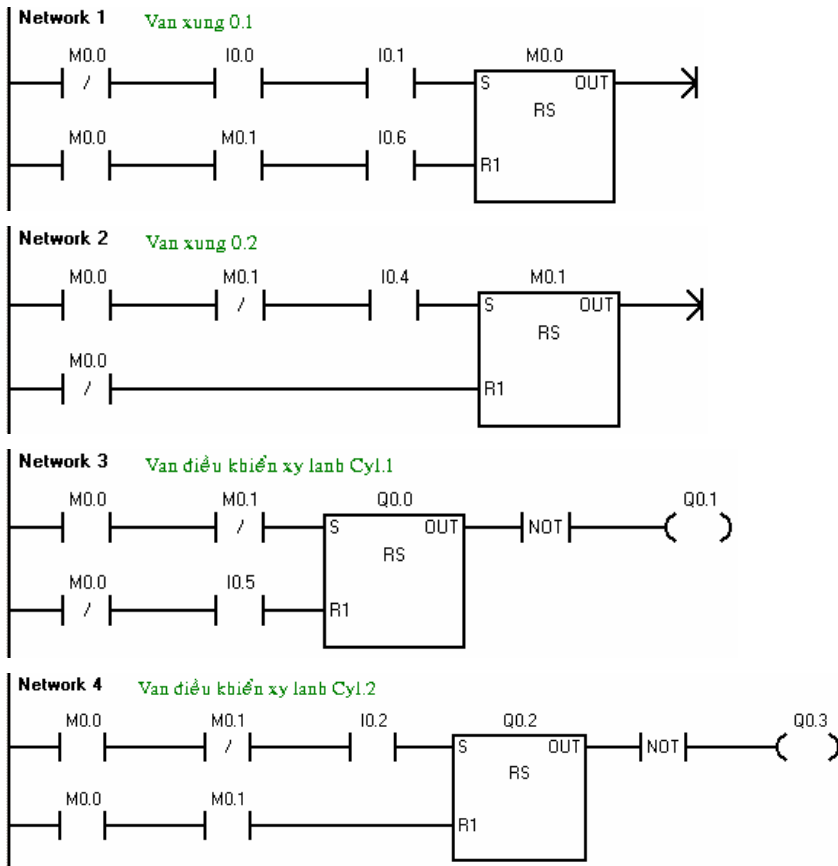 Network 1 Van xung 0.1
M0.0 I0.0 I0.1 M0.0
/ S OUT
RS
M0.0 M0.1 I0.6
R1
Network 2 Van xung 0.2
M0.0 M0.1 I0.4 M0.1
/ S OUT
RS
M0.0
/ R1
Network 3 Van điều khiển xy lanh Cyl.1
M0.0 M0.1 Q0.0 Q0.1
/ S OUT NOT
RS
M0.0 I0.5
/ R1
Network 4 Van điều khiển xy lanh Cyl.2
M0.0 M0.1 I0.2 Q0.2 Q0.3
/ S OUT NOT
RS
M0.0 M0.1
R1